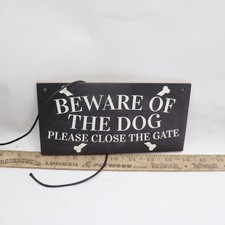 BEWARE OF
THE DOG
PLEASE CLOSE THE GATE